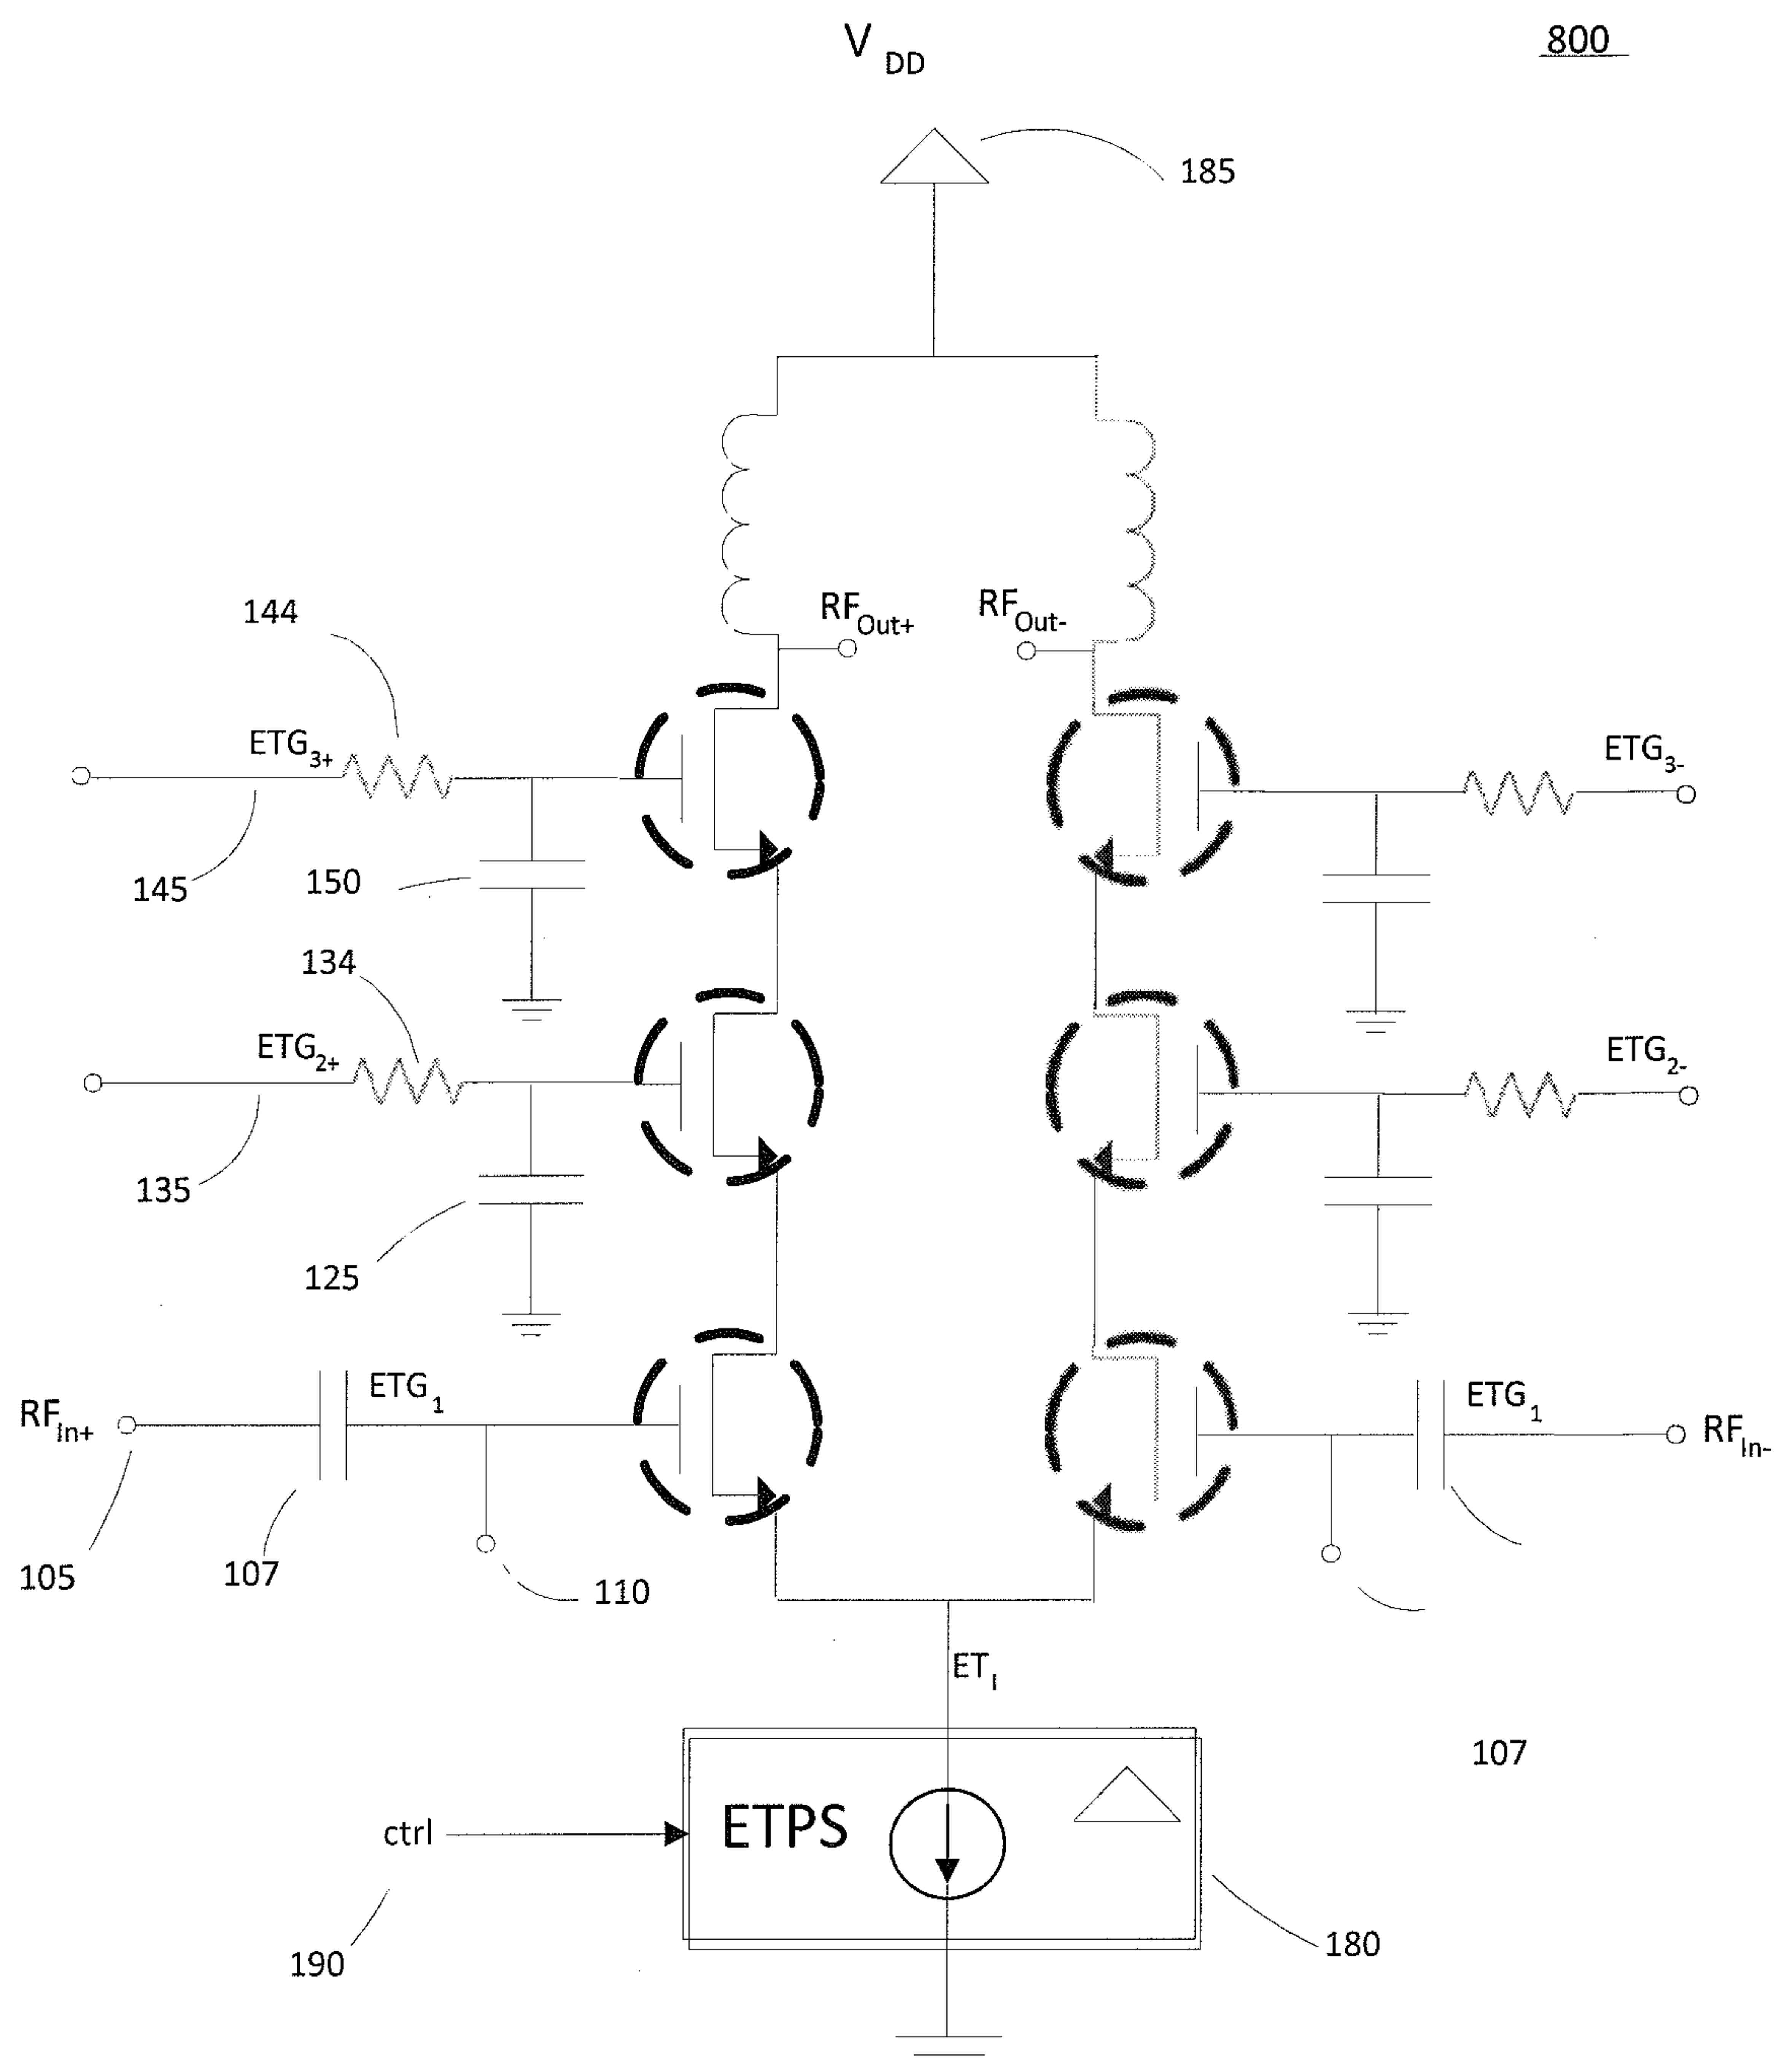 V DD
800
185
RF Out+
RF Out-
144
ETG 3+
ETG 3-
145
150
134
ETG 2+
ETG 2-
135
125
RF In+
ETG 1
ETG 1
RF In-
105
107
110
ET I
107
ctrl
ETPS
190
180